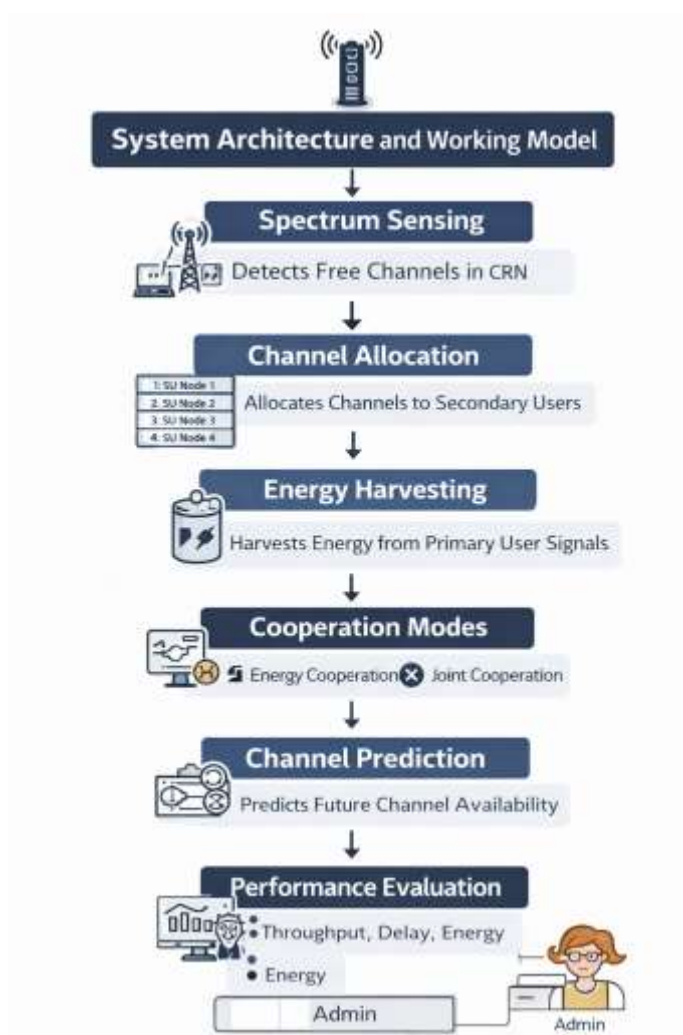 System Architecture and Working Model
Spectrum Sensing
Detects Free Channels in CRN
Channel Allocation
1: SU Node 1
2. SU Node 2
3. SU Node 3
4. SU Node 4
Allocates Channels to Secondary Users
Energy Harvesting
Harvests Energy from Primary User Signals
Cooperation Modes
Energy Cooperation Joint Cooperation
Channel Prediction
Predicts Future Channel Availability
Performance Evaluation
• Throughput, Delay, Energy
• Energy
Admin
Admin